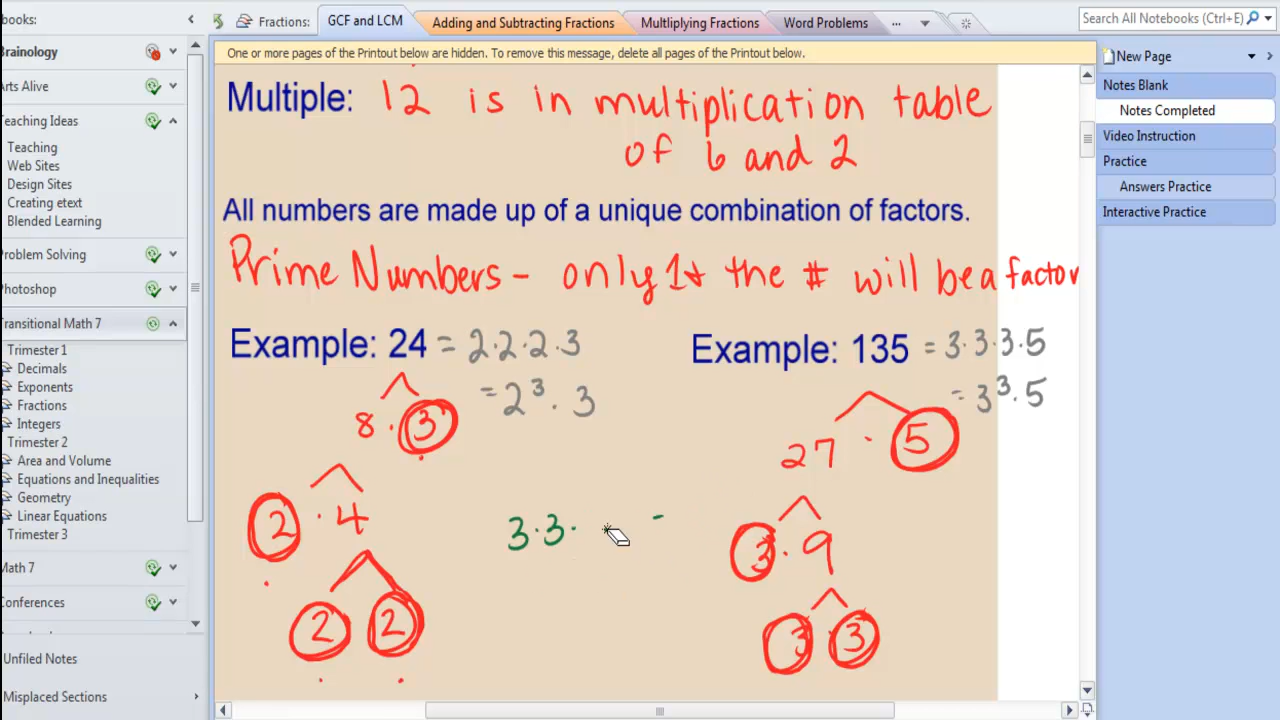 books:
Fractions:
GCF and LCM
Adding and Subtracting Fractions
Multiplying Fractions
Word Problems
...
Search All Notebooks (Ctrl+E)
Brainology
Arts Alive
Teaching Ideas
Teaching
Web Sites
Design Sites
Creating etext
Blended Learning
Problem Solving
Photoshop
Transitional Math 7
Trimester 1
Decimals
Exponents
Fractions
Integers
Trimester 2
Area and Volume
Equations and Inequalities
Geometry
Linear Equations
Trimester 3
Math 7
Conferences
Unfiled Notes
Misplaced Sections
One or more pages of the Printout below are hidden. To remove this message, delete all pages of the Printout below.
Multiple: 12 is in multiplication table
of 6 and 2
All numbers are made up of a unique combination of factors.
Prime Numbers - only 1 & the # will be a factor
Example: 24 = 2·2·2·3
= 2³·3
8·3
2·4
2 2
3·3·
Example: 135 = 3·3·3·5
= 3³·5
27·5
3·9
3 3
New Page
Notes Blank
Notes Completed
Video Instruction
Practice
Answers Practice
Interactive Practice